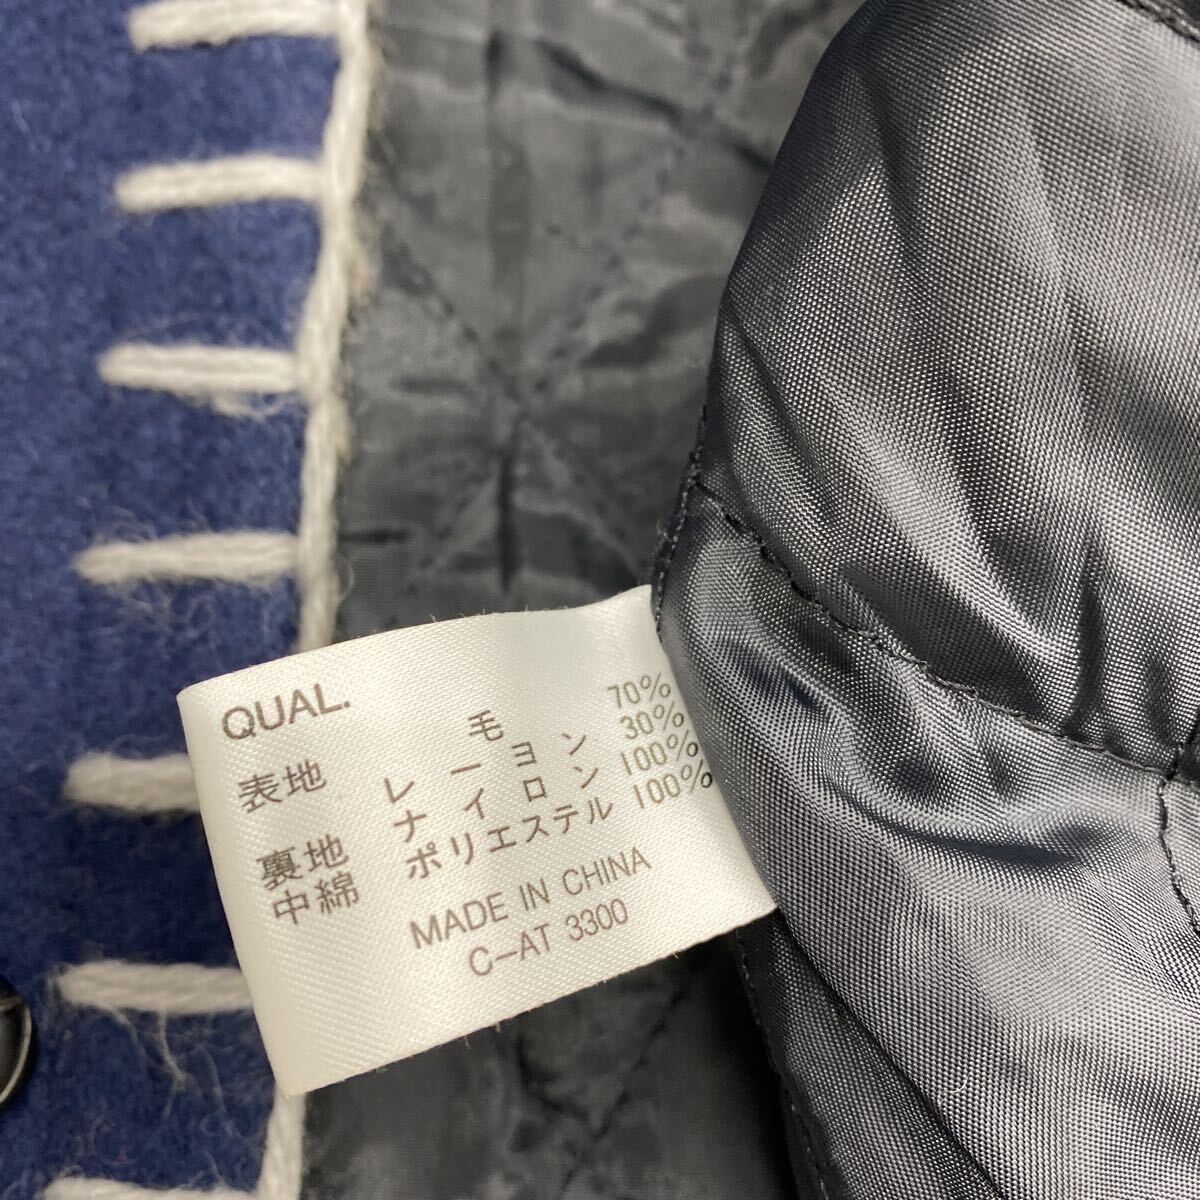 QUAL.
表地 毛 70%
レーヨン 30%
裏地 ナイロン 100%
中綿 ポリエステル 100%
MADE IN CHINA
C-AT 3300